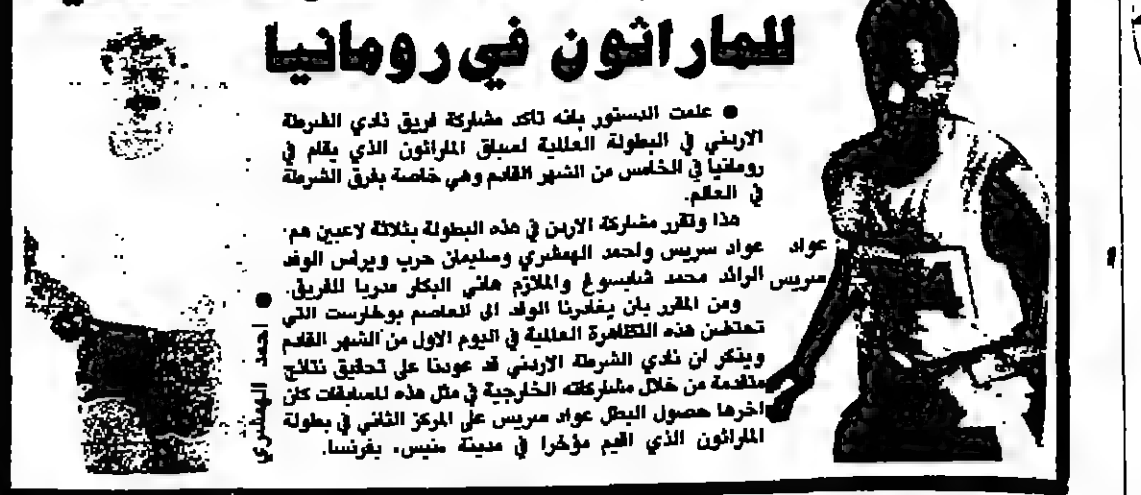 للماراثون في رومانيا
● علمت الدستور بانه تاكد مشاركة فريق نادي الشرطة
الاردني في البطولة العالمية لسباق الماراثون الذي يقام في
رومانيا في الخامس من الشهر القادم وهي خاصة بفرق الشرطة
في العالم.
هذا وتقرر مشاركة الاردن في هذه البطولة بثلاثة لاعبين هم
عواد سريس واحمد الهمشري وسليمان حرب ويراس الوفد
الرائد محمد شابسوغ والملازم هاني البكار مدربا للفريق.
ومن المقرر بان يغادرنا الوفد الى العاصم بوخارست التي
تحتضن هذه التظاهرة العالمية في اليوم الاول من الشهر القادم
ويذكر ان نادي الشرطة الاردني قد عودنا على تحقيق نتائج
متقدمة من خلال مشاركاته الخارجية في مثل هذه المسابقات كان
اخرها حصول البطل عواد سريس على المركز الثاني في بطولة
الماراثون الذي اقيم مؤخرا في مدينة «نيس» بفرنسا.
عواد
سريس
● احمد الهمشري